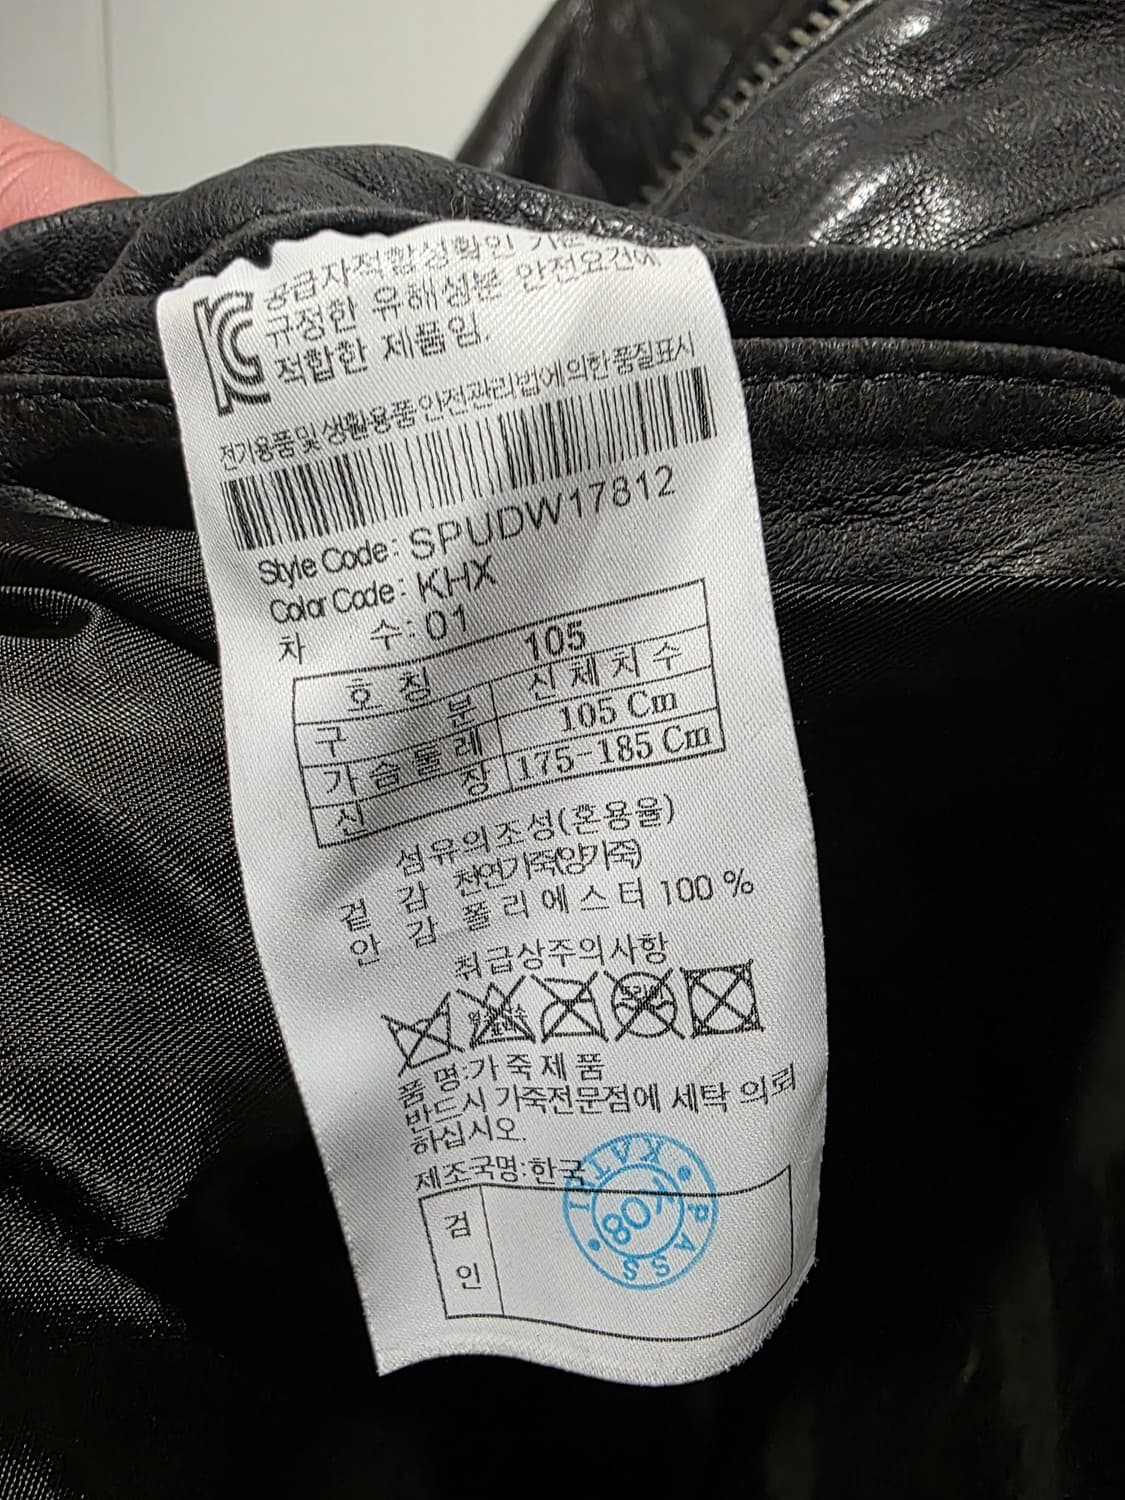 공급자적합성확인 기준
규정한 유해성분 안전요건에
적합한 제품임.
전기용품및생활용품안전관리법에의한품질표시
Style Code: SPUDW17812
Color Code: KHX
차 수: 01
호 칭 105
구 분 신체치수
가슴둘레 105 Cm
신 장 175-185 Cm
섬유의조성(혼용율)
겉 감 천연가죽(양가죽)
안 감 폴리에스터 100 %
취급상주의사항
품 명:가죽제품
반드시 가죽전문점에 세탁 의뢰
하십시오.
제조국명:한국
검인
KATRI PASS
K08